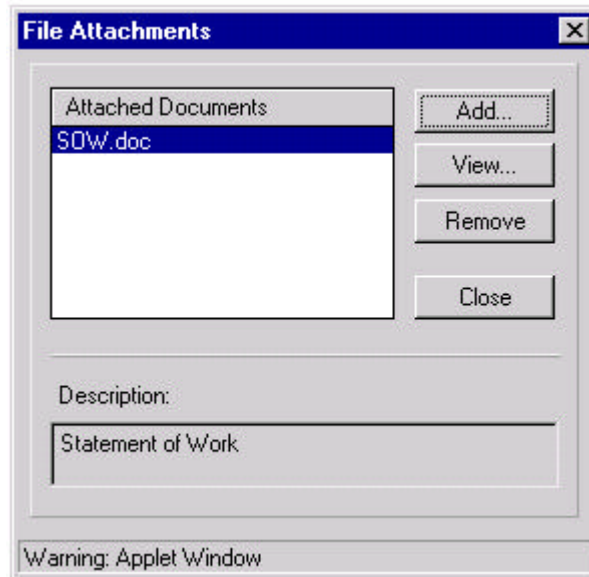 File Attachments
Attached Documents
SOW.doc
Add...
View...
Remove
Close
Description:
Statement of Work
Warning: Applet Window